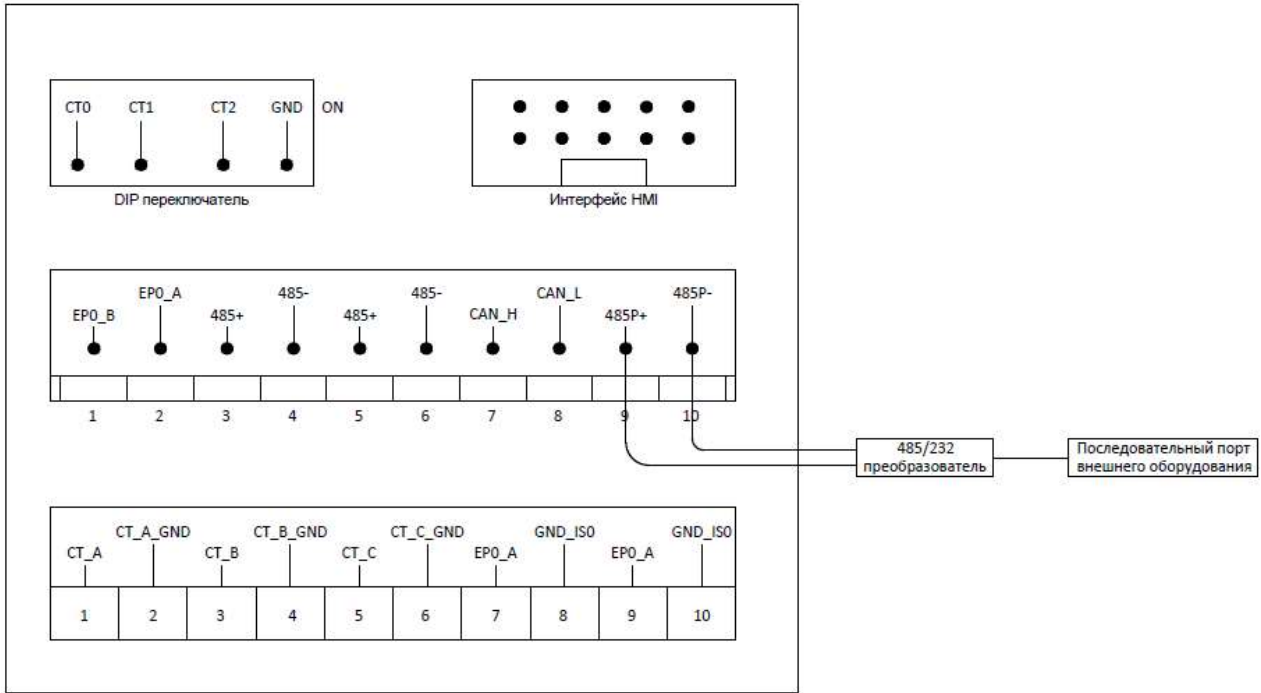 CT0 CT1 CT2 GND ON
DIP переключатель
Интерфейс HMI
EP0_B EP0_A 485+ 485- 485+ 485- CAN_H CAN_L 485P+ 485P-
1 2 3 4 5 6 7 8 9 10
485/232
преобразователь
Последовательный порт
внешнего оборудования
CT_A CT_A_GND CT_B CT_B_GND CT_C CT_C_GND EP0_A GND_IS0 EP0_A GND_IS0
1 2 3 4 5 6 7 8 9 10